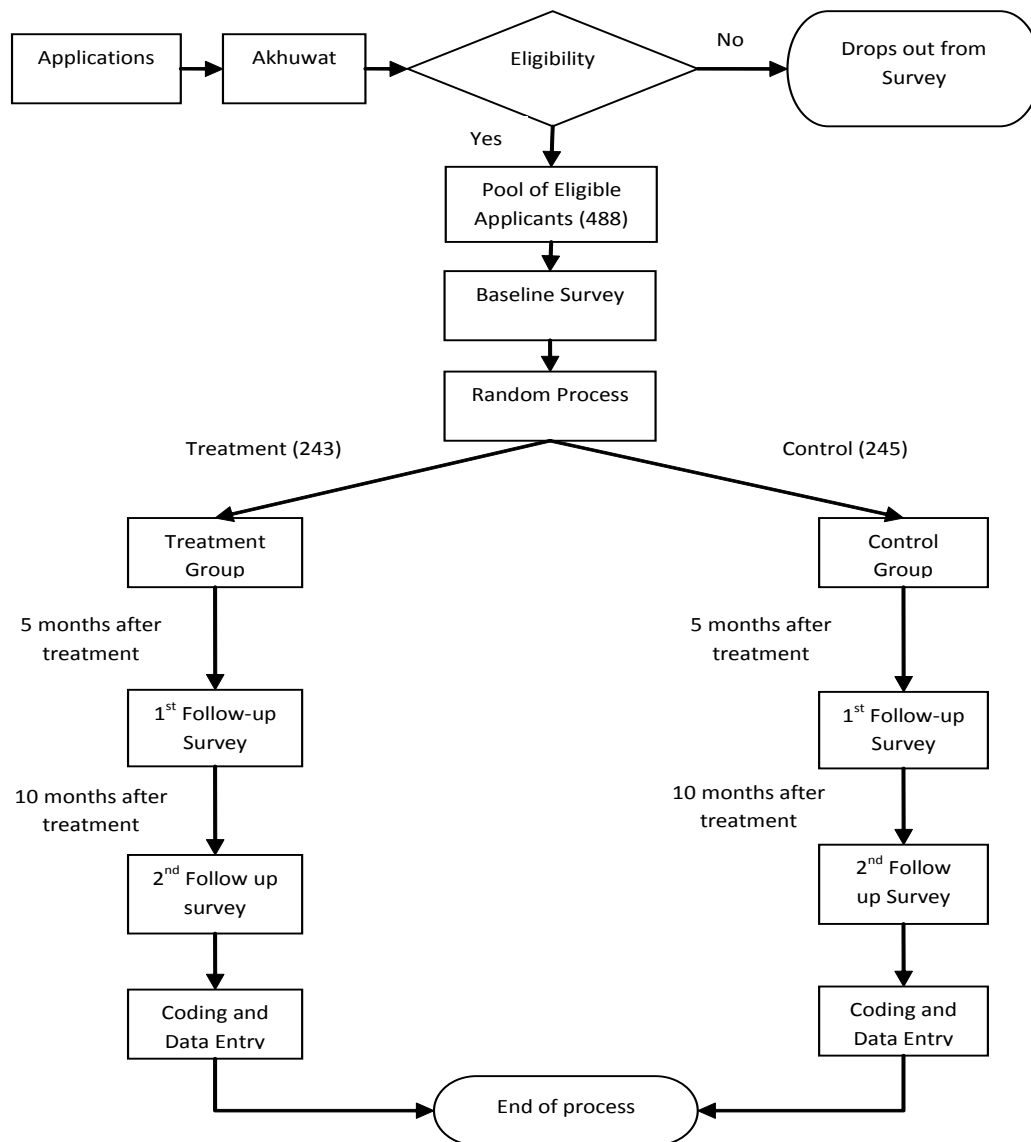 Applications
Akhuwat
Eligibility
No
Drops out from
Survey
Yes
Pool of Eligible
Applicants (488)
Baseline Survey
Random Process
Treatment (243)
Control (245)
Treatment
Group
Control
Group
5 months after
treatment
5 months after
treatment
1st Follow-up
Survey
1st Follow-up
Survey
10 months after
treatment
10 months after
treatment
2nd Follow up
survey
2nd Follow
up Survey
Coding and
Data Entry
Coding and
Data Entry
End of process